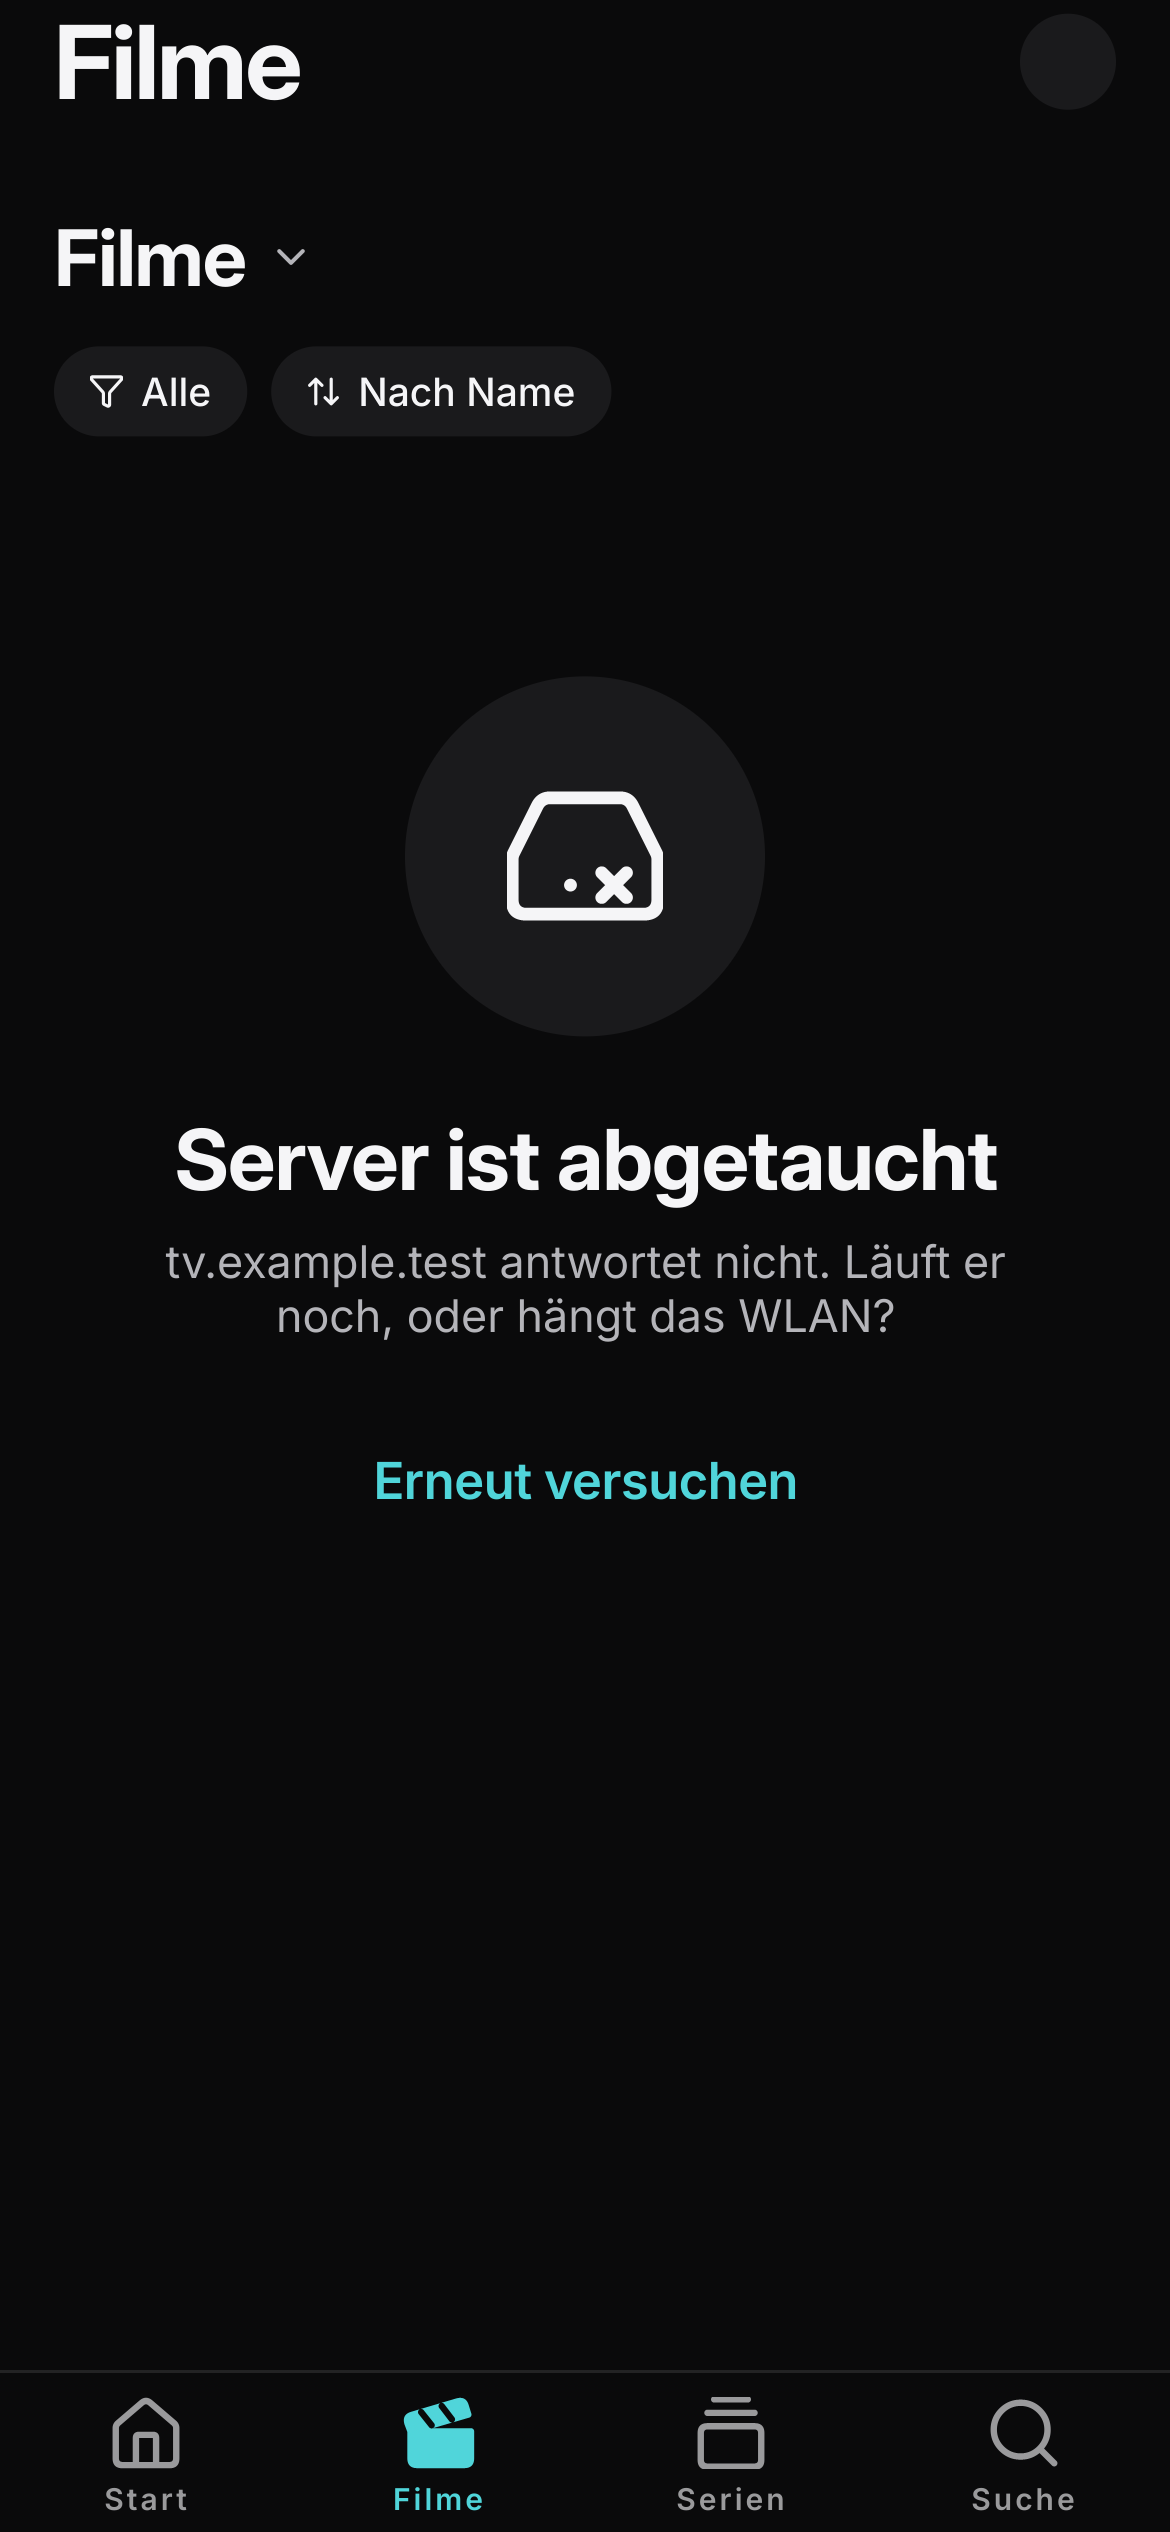 Filme
Filme
Alle
Nach Name
Server ist abgetaucht
tv.example.test antwortet nicht. Läuft er
noch, oder hängt das WLAN?
Erneut versuchen
Start
Filme
Serien
Suche